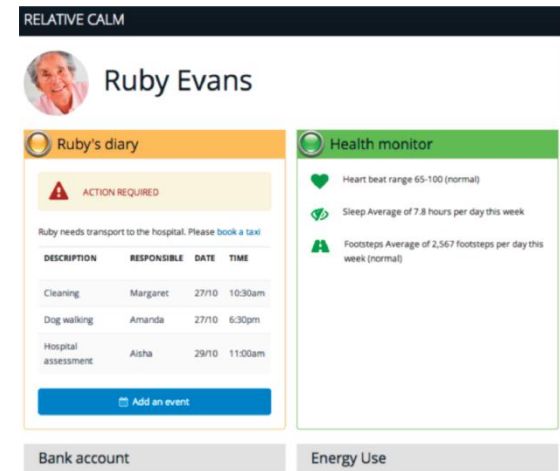 RELATIVE CALM
Ruby Evans
Ruby's diary
ACTION REQUIRED
Ruby needs transport to the hospital. Please book a taxi
DESCRIPTION RESPONSIBLE DATE TIME
Cleaning Margaret 27/10 10:30am
Dog walking Amanda 27/10 6:30pm
Hospital
assessment Aisha 29/10 11:00am
Add an event
Health monitor
Heart beat range 65-100 (normal)
Sleep Average of 7.8 hours per day this week
Footsteps Average of 2,567 footsteps per day this
week (normal)
Bank account
Energy Use